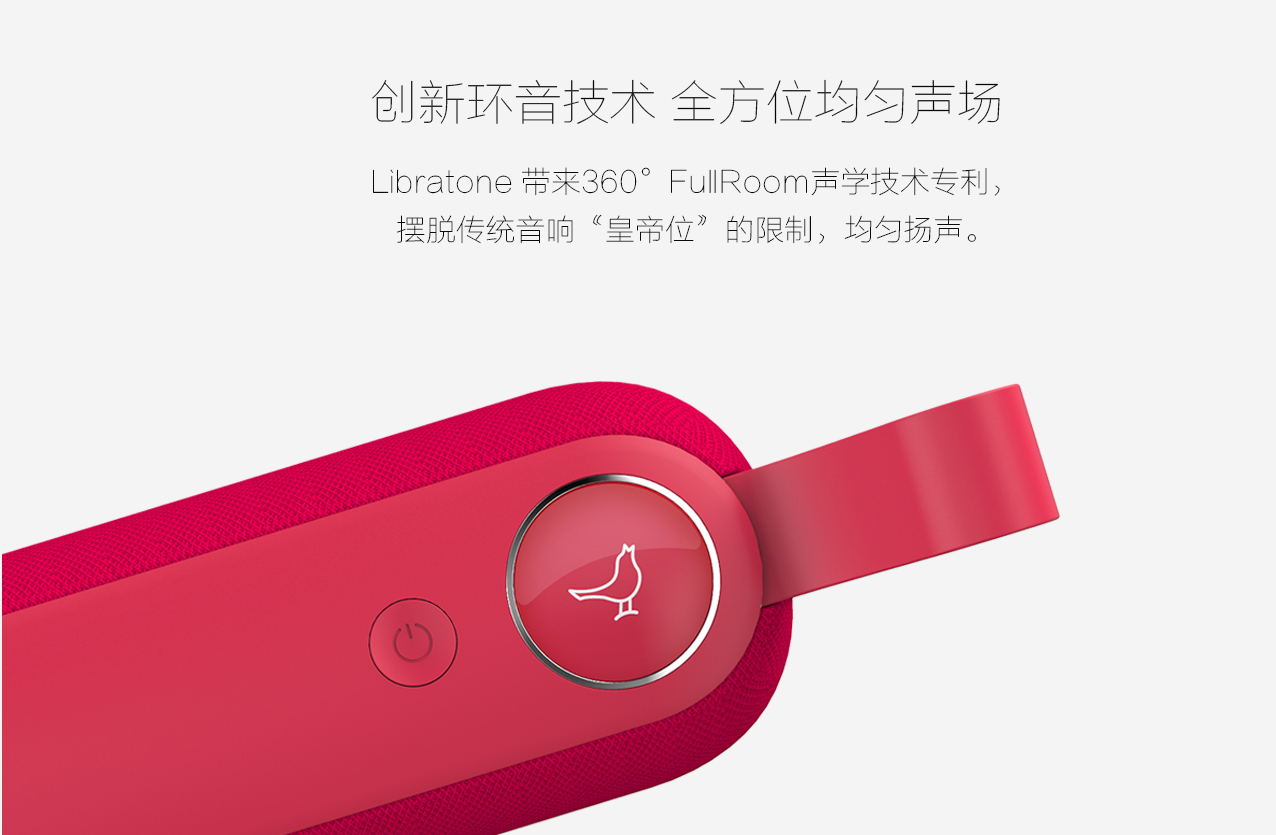 创新环音技术 全方位均匀声场
Libratone 带来360°FullRoom声学技术专利，
摆脱传统音响“皇帝位”的限制，均匀扬声。